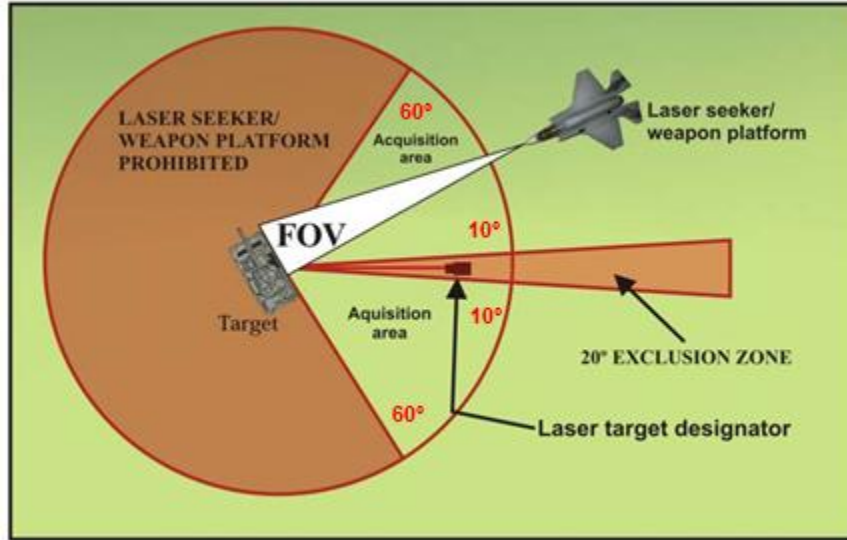 LASER SEEKER/
WEAPON PLATFORM
PROHIBITED
60°
Acquisition
area
Laser seeker/
weapon platform
FOV
10°
Target
Aquisition
area
10°
20° EXCLUSION ZONE
60°
Laser target designator